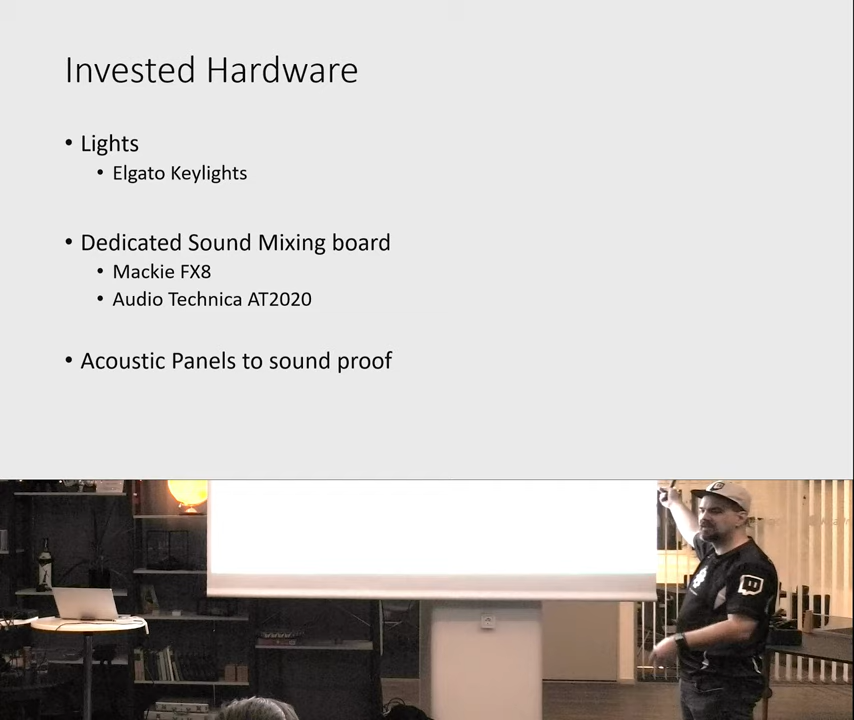 Invested Hardware
• Lights
• Elgato Keylights
• Dedicated Sound Mixing board
• Mackie FX8
• Audio Technica AT2020
• Acoustic Panels to sound proof